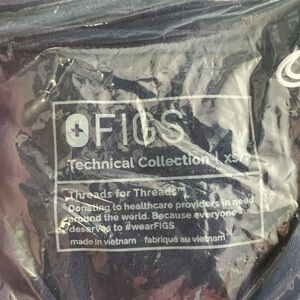 FIGS
Technical Collection | XS/P
Threads for Threads™
Donating to healthcare providers in need
around the world. Because everyone
deserves to #wearFIGS
made in vietnam fabriqué au vietnam